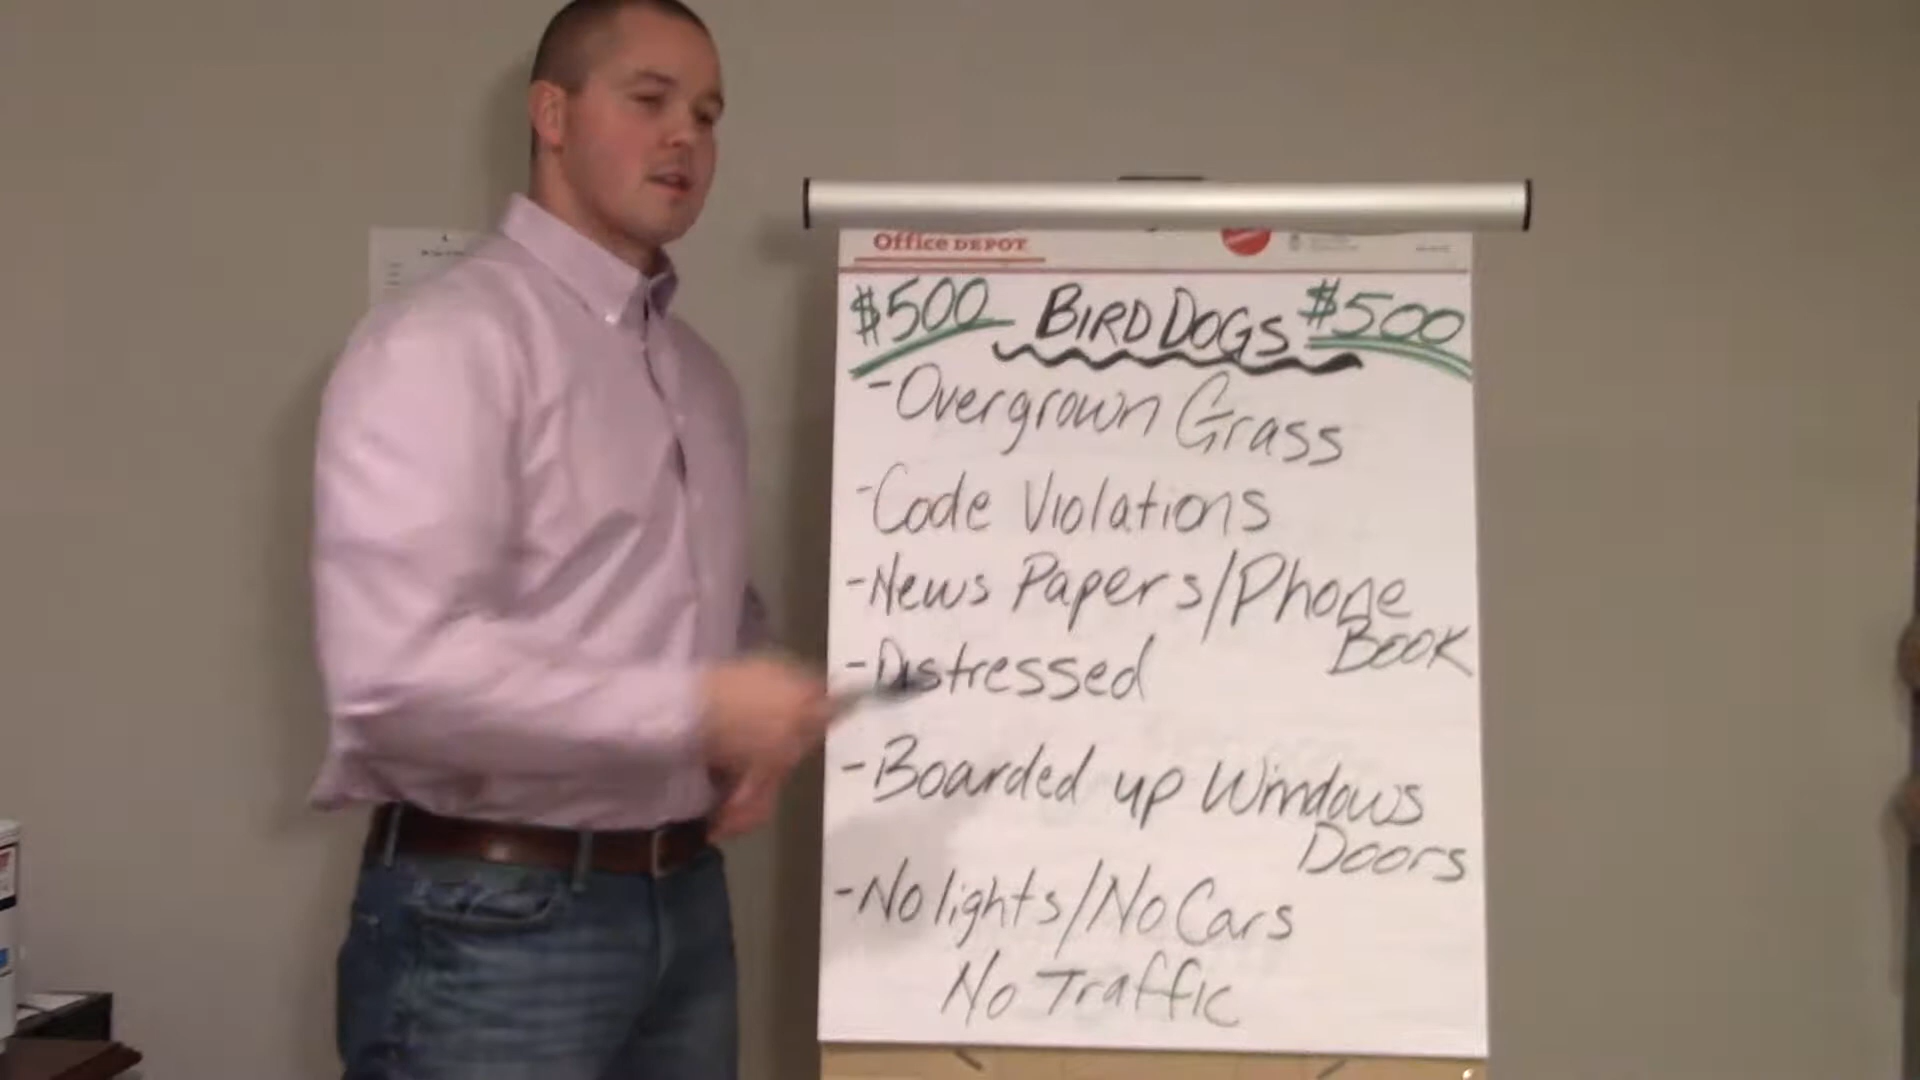 Office DEPOT
$500 BIRD DOGS $500
- Overgrown Grass
- Code Violations
- News Papers/Phone
Book
- Distressed
- Boarded up Windows
Doors
- No lights/No Cars
No Traffic